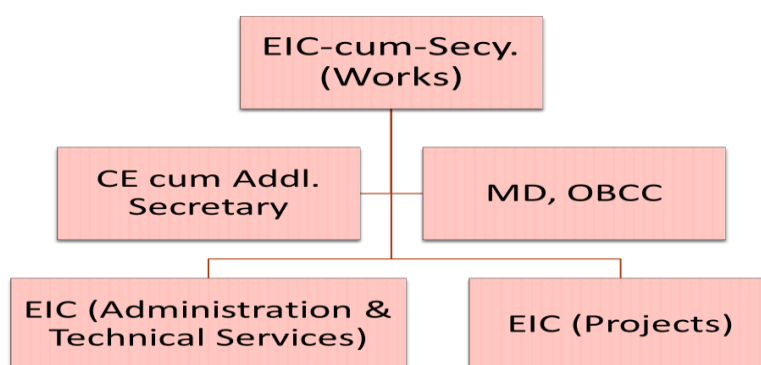 EIC-cum-Secy.
(Works)
CE cum Addl.
Secretary
MD, OBCC
EIC (Administration &
Technical Services)
EIC (Projects)